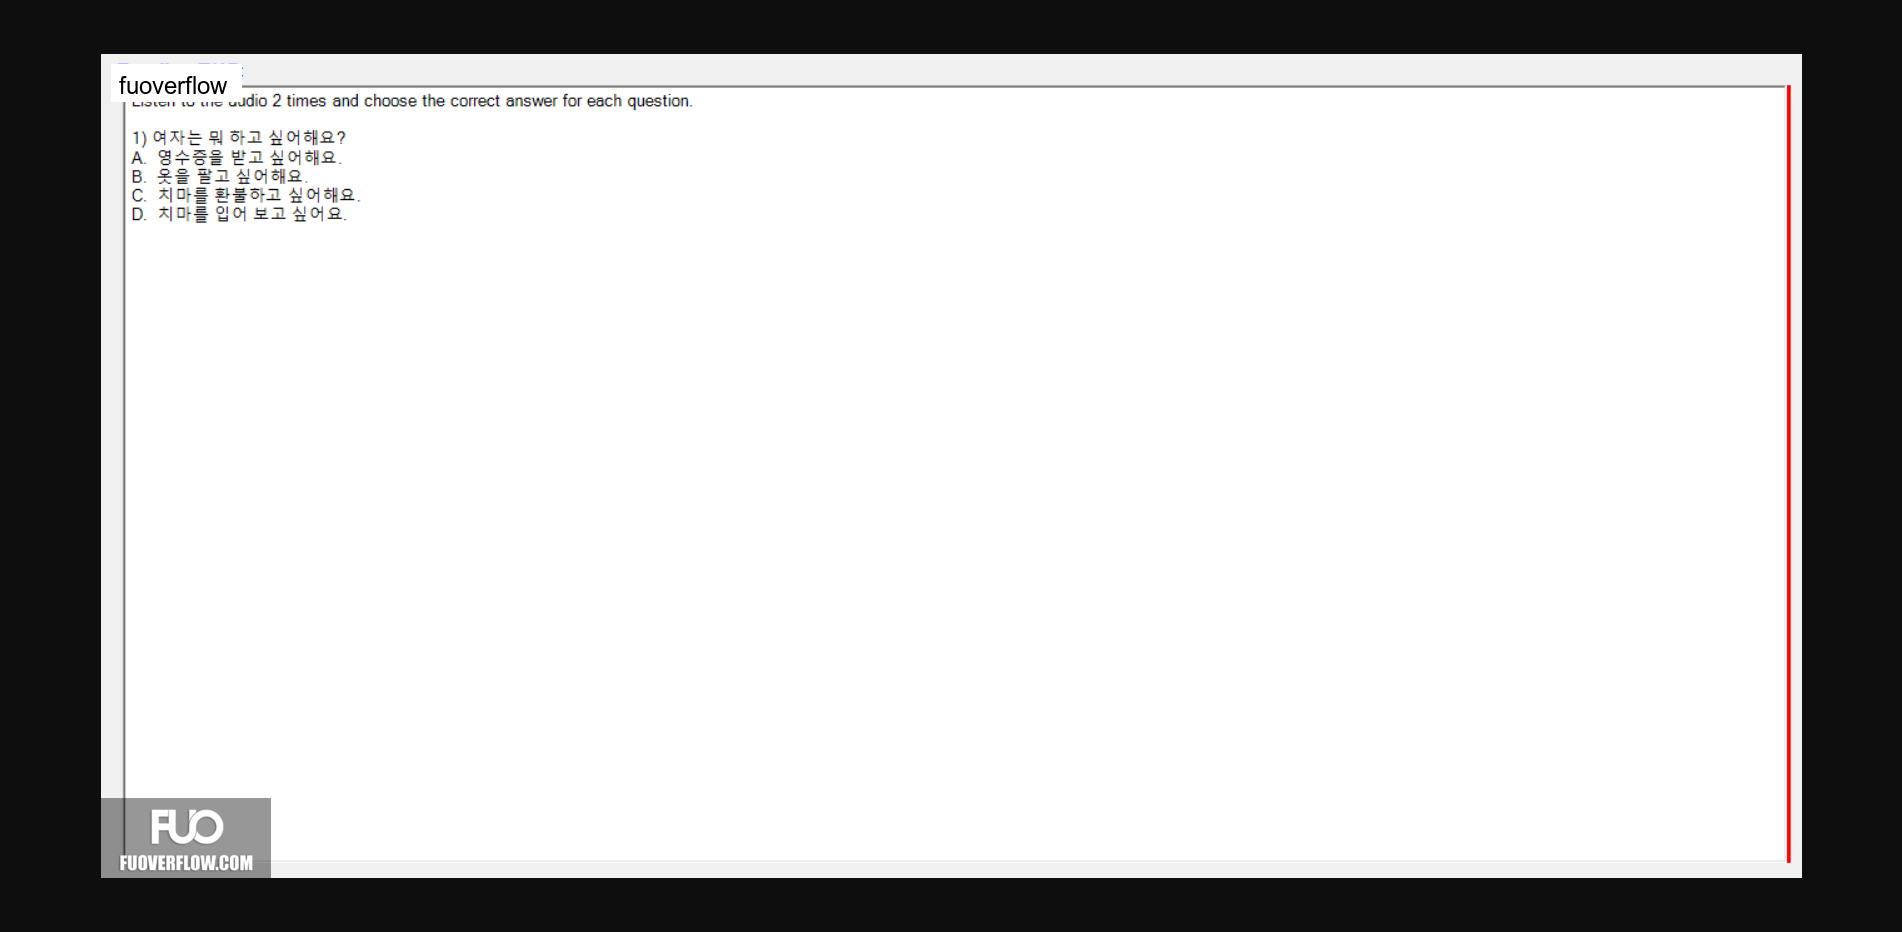 fuoverflow
Listen to the audio 2 times and choose the correct answer for each question.
1) 여자는 뭐 하고 싶어해요?
A. 영수증을 받고 싶어해요.
B. 옷을 팔고 싶어해요.
C. 치마를 환불하고 싶어해요.
D. 치마를 입어 보고 싶어요.
FUO
FUOVERFLOW.COM